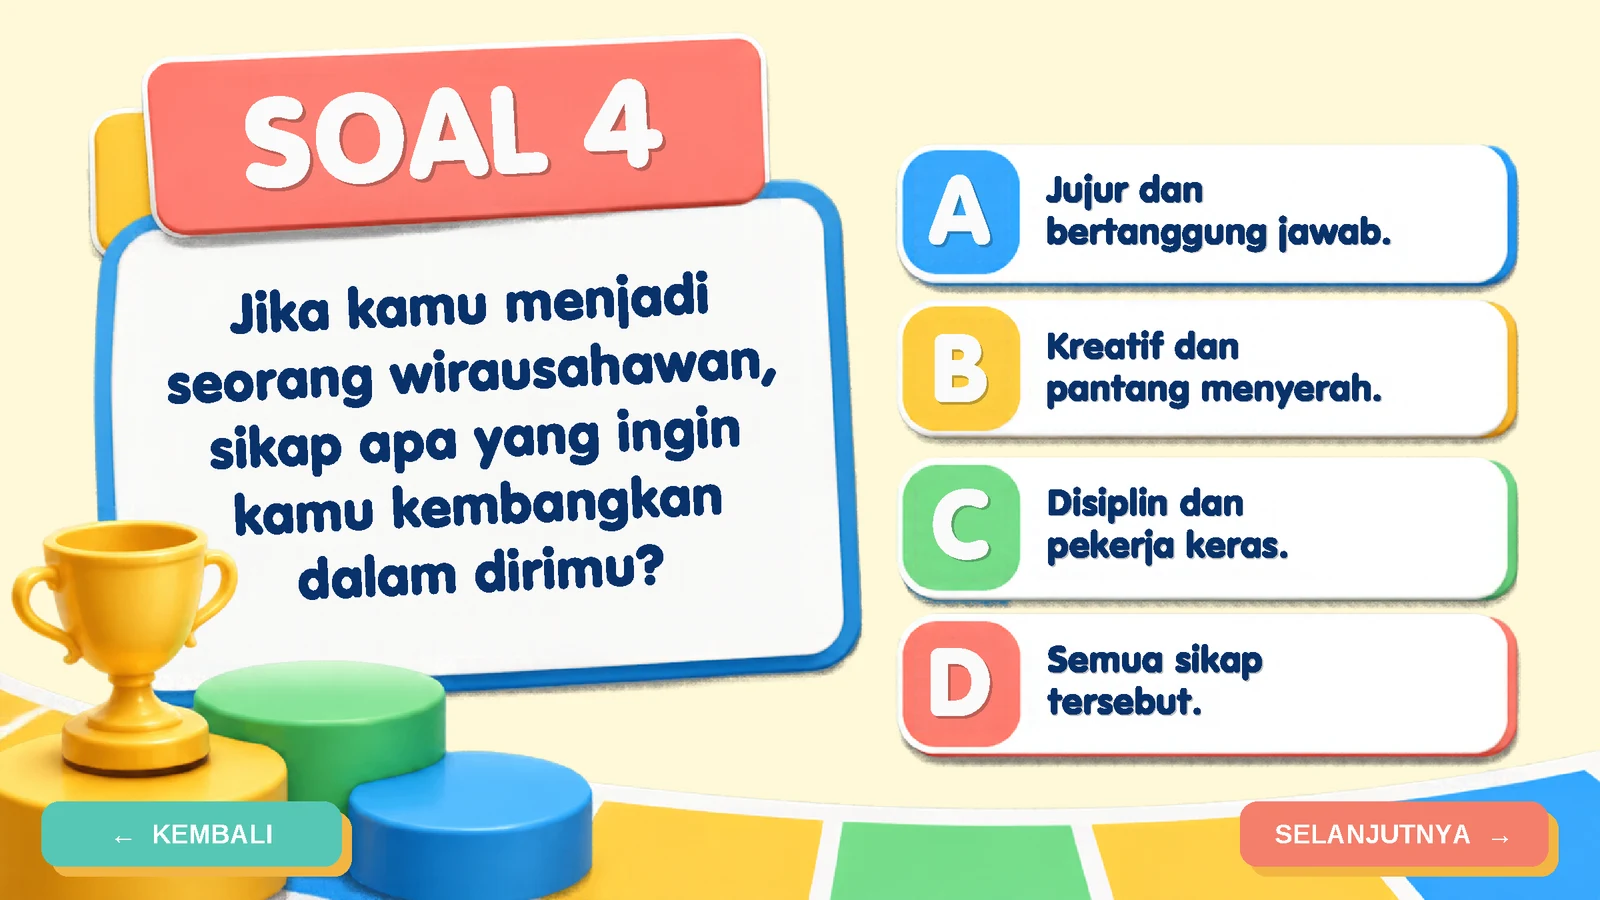 SOAL 4
Jika kamu menjadi
seorang wirausahawan,
sikap apa yang ingin
kamu kembangkan
dalam dirimu?
A
Jujur dan
bertanggung jawab.
B
Kreatif dan
pantang menyerah.
C
Disiplin dan
pekerja keras.
D
Semua sikap
tersebut.
← KEMBALI
SELANJUTNYA →